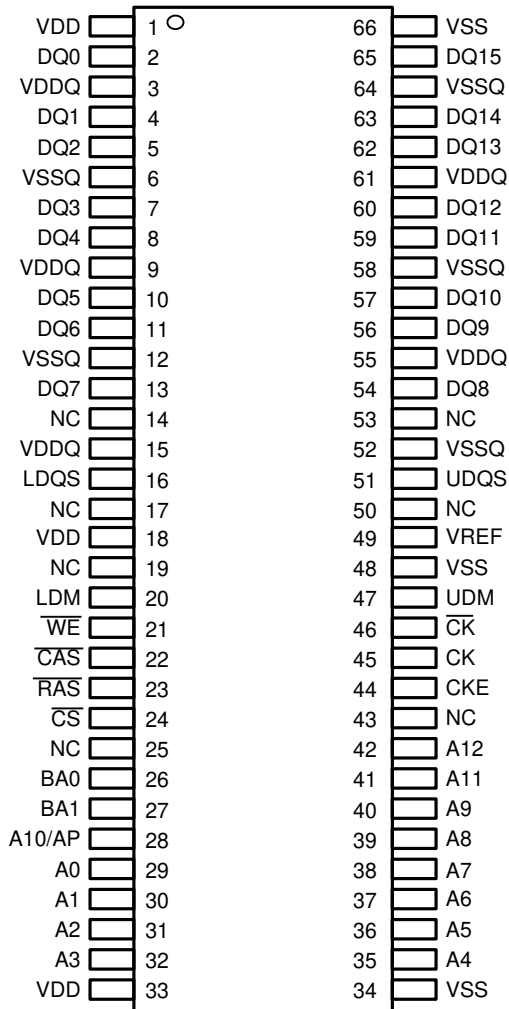 VDD 1 66 VSS
DQ0 2 65 DQ15
VDDQ 3 64 VSSQ
DQ1 4 63 DQ14
DQ2 5 62 DQ13
VSSQ 6 61 VDDQ
DQ3 7 60 DQ12
DQ4 8 59 DQ11
VDDQ 9 58 VSSQ
DQ5 10 57 DQ10
DQ6 11 56 DQ9
VSSQ 12 55 VDDQ
DQ7 13 54 DQ8
NC 14 53 NC
VDDQ 15 52 VSSQ
LDQS 16 51 UDQS
NC 17 50 NC
VDD 18 49 VREF
NC 19 48 VSS
LDM 20 47 UDM
W̅E̅ 21 46 C̅K̅
C̅A̅S̅ 22 45 CK
R̅A̅S̅ 23 44 CKE
C̅S̅ 24 43 NC
NC 25 42 A12
BA0 26 41 A11
BA1 27 40 A9
A10/AP 28 39 A8
A0 29 38 A7
A1 30 37 A6
A2 31 36 A5
A3 32 35 A4
VDD 33 34 VSS